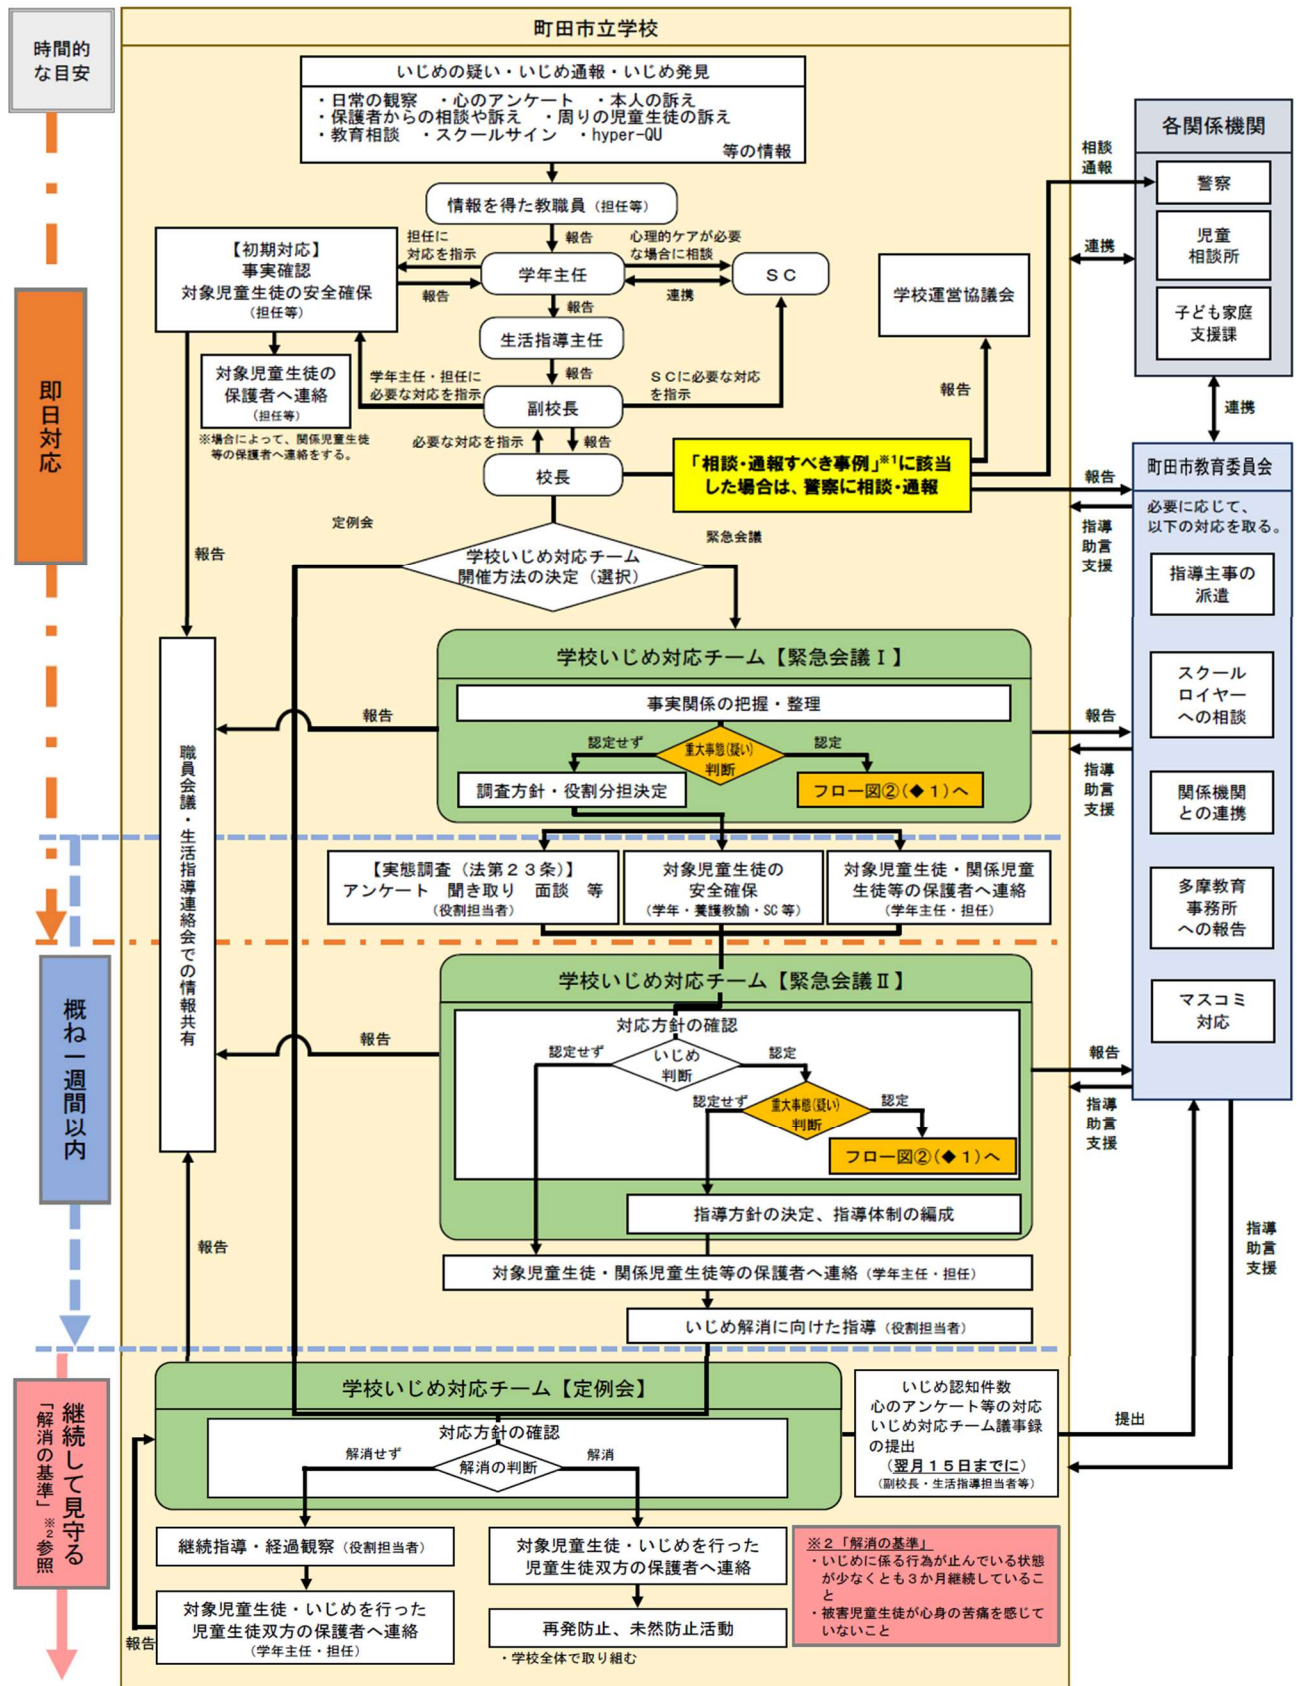 時間的
な目安
即日対応
概ね一週間以内
継続して見守る
「解消の基準」※2参照
町田市立学校
いじめの疑い・いじめ通報・いじめ発見
・日常の観察　・心のアンケート　・本人の訴え
・保護者からの相談や訴え　・周りの児童生徒の訴え
・教育相談　・スクールサイン　・hyper-QU
等の情報
情報を得た教職員（担任等）
報告
【初期対応】
事実確認
対象児童生徒の安全確保
（担任等）
担任に
対応を指示
報告
学年主任
心理的ケアが必要
な場合に相談
連携
ＳＣ
報告
生活指導主任
報告
対象児童生徒の
保護者へ連絡
（担任等）
※場合によって、関係児童生徒
等の保護者へ連絡をする。
学年主任・担任に
必要な対応を指示
副校長
ＳＣに必要な対応
を指示
必要な対応を指示
報告
校長
「相談・通報すべき事例」※1に該当
した場合は、警察に相談・通報
学校運営協議会
報告
相談
通報
連携
各関係機関
警察
児童
相談所
子ども家庭
支援課
連携
報告
指導
助言
支援
町田市教育委員会
必要に応じて、
以下の対応を取る。
指導主事の
派遣
スクール
ロイヤー
への相談
関係機関
との連携
多摩教育
事務所
への報告
マスコミ
対応
定例会
緊急会議
学校いじめ対応チーム
開催方法の決定（選択）
報告
職員会議・生活指導連絡会での情報共有
学校いじめ対応チーム【緊急会議Ⅰ】
事実関係の把握・整理
報告
認定せず
重大事態(疑い)
判断
認定
調査方針・役割分担決定
フロー図②(◆１)へ
報告
指導
助言
支援
【実態調査（法第２３条）】
アンケート　聞き取り　面談　等
（役割担当者）
対象児童生徒の
安全確保
（学年・養護教諭・SC等）
対象児童生徒・関係児童
生徒等の保護者へ連絡
（学年主任・担任）
学校いじめ対応チーム【緊急会議Ⅱ】
対応方針の確認
報告
認定せず
いじめ
判断
認定
認定せず
重大事態(疑い)
判断
認定
フロー図②(◆１)へ
指導方針の決定、指導体制の編成
報告
指導
助言
支援
対象児童生徒・関係児童生徒等の保護者へ連絡（学年主任・担任）
いじめ解消に向けた指導（役割担当者）
報告
指導
助言
支援
学校いじめ対応チーム【定例会】
対応方針の確認
解消せず
解消の判断
解消
いじめ認知件数
心のアンケート等の対応
いじめ対応チーム議事録
の提出
（翌月１５日までに）
（副校長・生活指導担当者等）
提出
継続指導・経過観察（役割担当者）
対象児童生徒・いじめを行った
児童生徒双方の保護者へ連絡
（学年主任・担任）
報告
対象児童生徒・いじめを行った
児童生徒双方の保護者へ連絡
再発防止、未然防止活動
・学校全体で取り組む
※２「解消の基準」
・いじめに係る行為が止んでいる状態
が少なくとも３か月継続しているこ
と
・被害児童生徒が心身の苦痛を感じて
いないこと